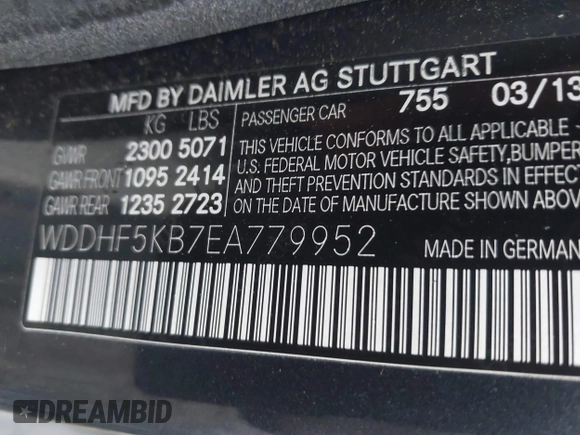 MFD BY DAIMLER AG STUTTGART
KG LBS PASSENGER CAR 755 03/13
GVWR 2300 5071
GAWR FRONT 1095 2414
GAWR REAR 1235 2723
THIS VEHICLE CONFORMS TO ALL APPLICABLE
U.S. FEDERAL MOTOR VEHICLE SAFETY, BUMPER
AND THEFT PREVENTION STANDARDS IN EFFECT
ON THE DATE OF MANUFACTURE SHOWN ABOVE
WDDHF5KB7EA779952
MADE IN GERMAN
DREAMBID